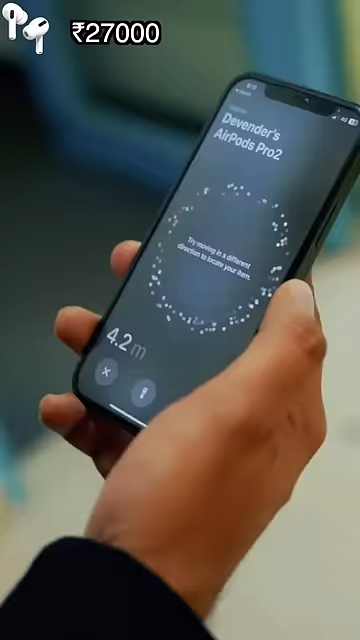 ₹27000
Devender's
AirPods Pro2
Try moving in a different
direction to locate your item.
4.2 m